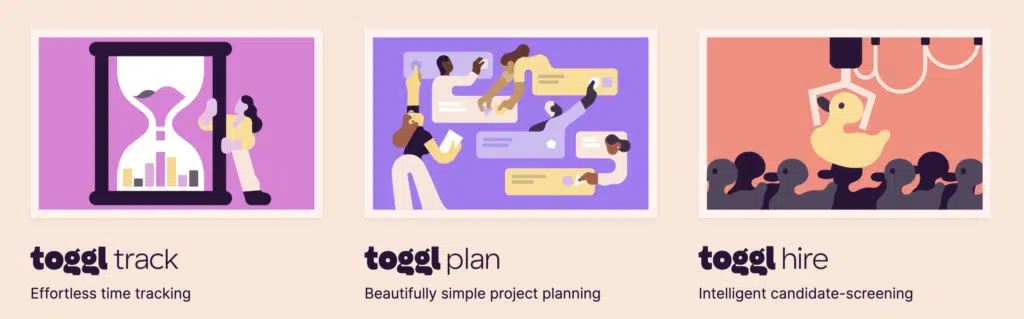 toggl track
Effortless time tracking
toggl plan
Beautifully simple project planning
toggl hire
Intelligent candidate-screening